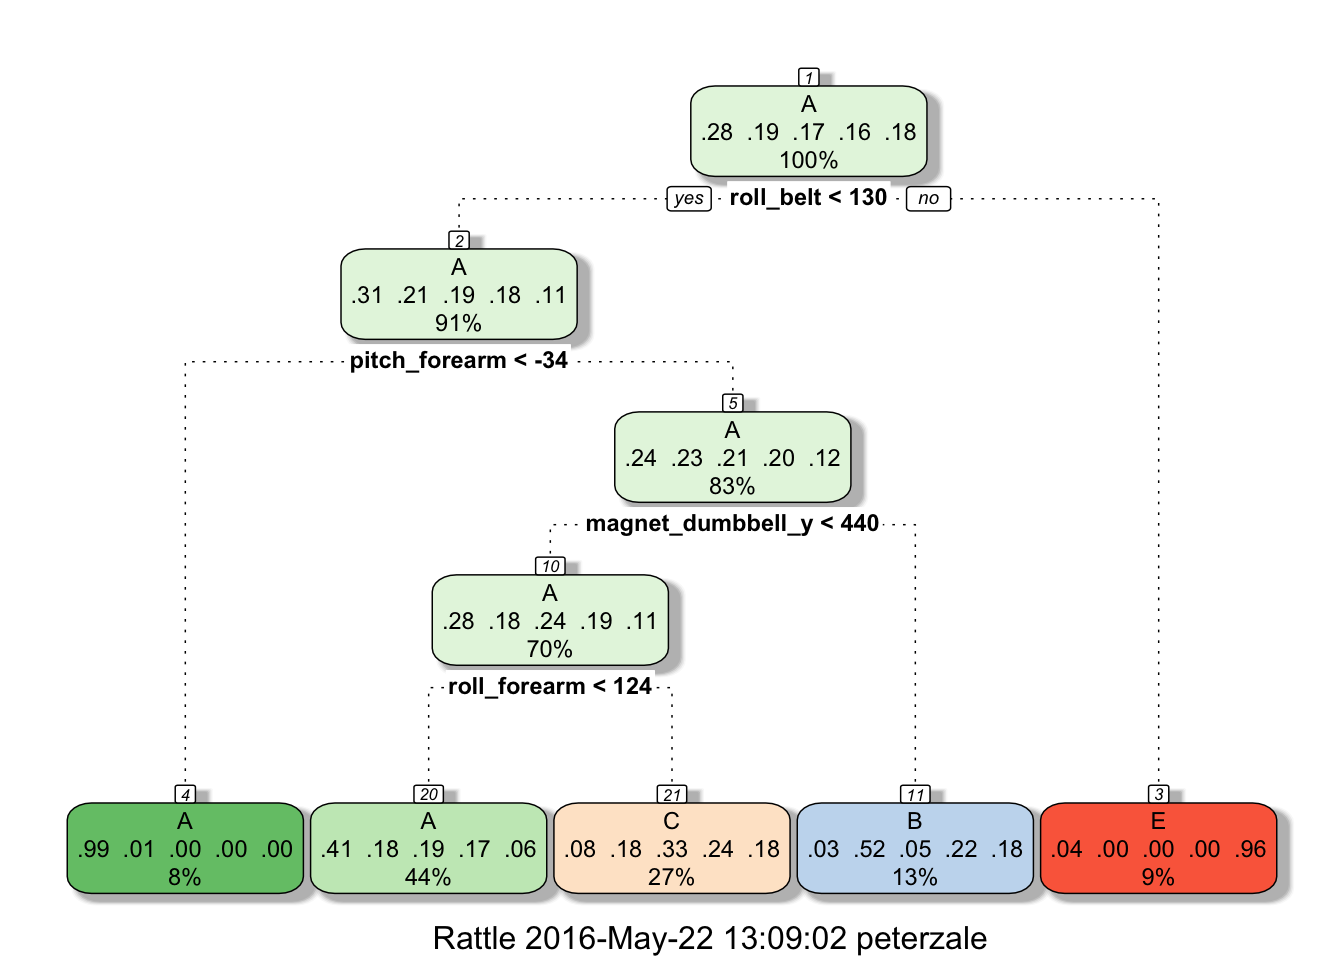 1
A
.28 .19 .17 .16 .18
100%
yes roll_belt < 130 no
2
A
.31 .21 .19 .18 .11
91%
pitch_forearm < -34
5
A
.24 .23 .21 .20 .12
83%
magnet_dumbbell_y < 440
10
A
.28 .18 .24 .19 .11
70%
roll_forearm < 124
4
A
.99 .01 .00 .00 .00
8%
20
A
.41 .18 .19 .17 .06
44%
21
C
.08 .18 .33 .24 .18
27%
11
B
.03 .52 .05 .22 .18
13%
3
E
.04 .00 .00 .00 .96
9%
Rattle 2016-May-22 13:09:02 peterzale